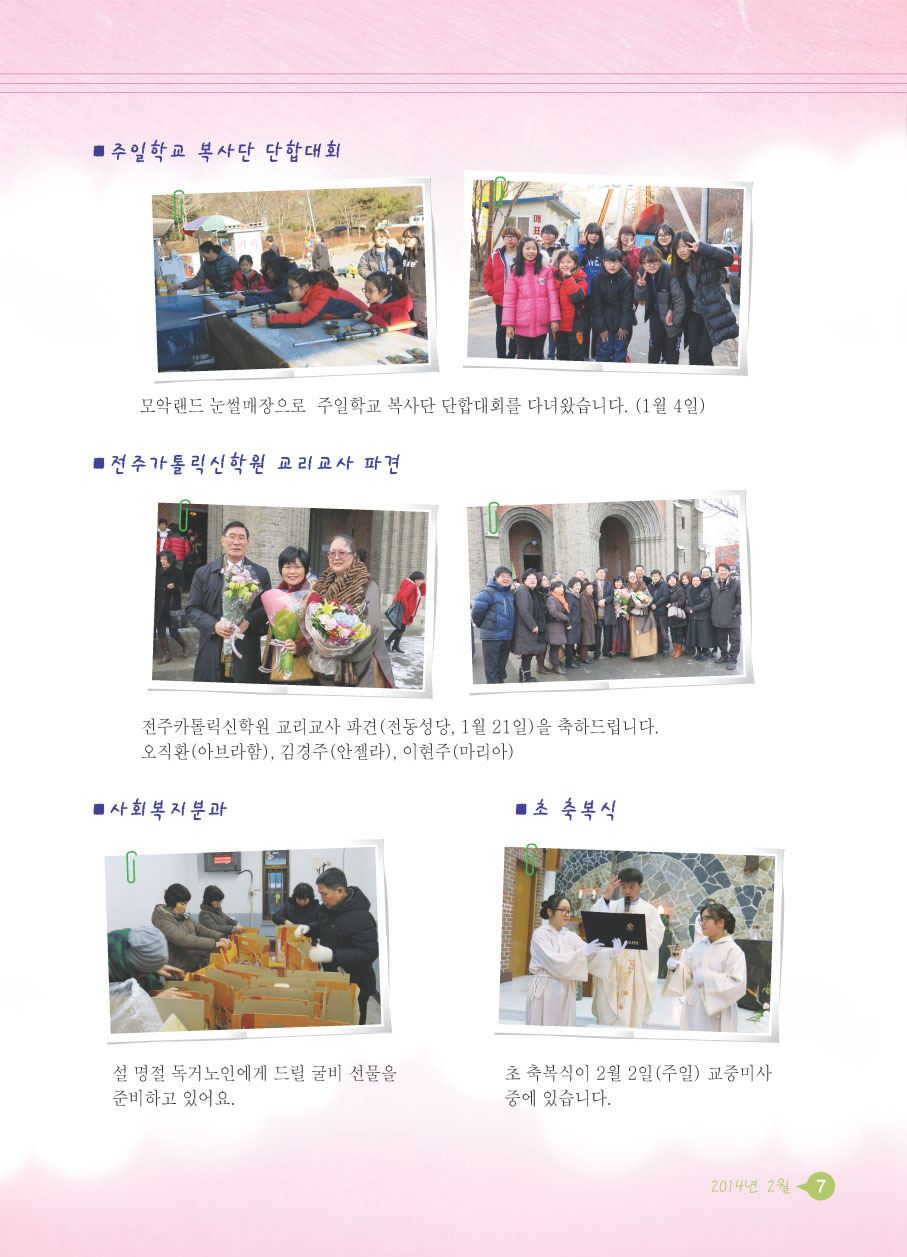 ■ 주일학교 복사단 단합대회
매
표
모악랜드 눈썰매장으로 주일학교 복사단 단합대회를 다녀왔습니다. (1월 4일)
■ 전주가톨릭신학원 교리교사 파견
전주카톨릭신학원 교리교사 파견(전동성당, 1월 21일)을 축하드립니다.
오직환(아브라함), 김경주(안젤라), 이현주(마리아)
■ 사회복지분과
설 명절 독거노인에게 드릴 굴비 선물을
준비하고 있어요.
■ 초 축복식
초 축복식이 2월 2일(주일) 교중미사
중에 있습니다.
2014년 2월 7